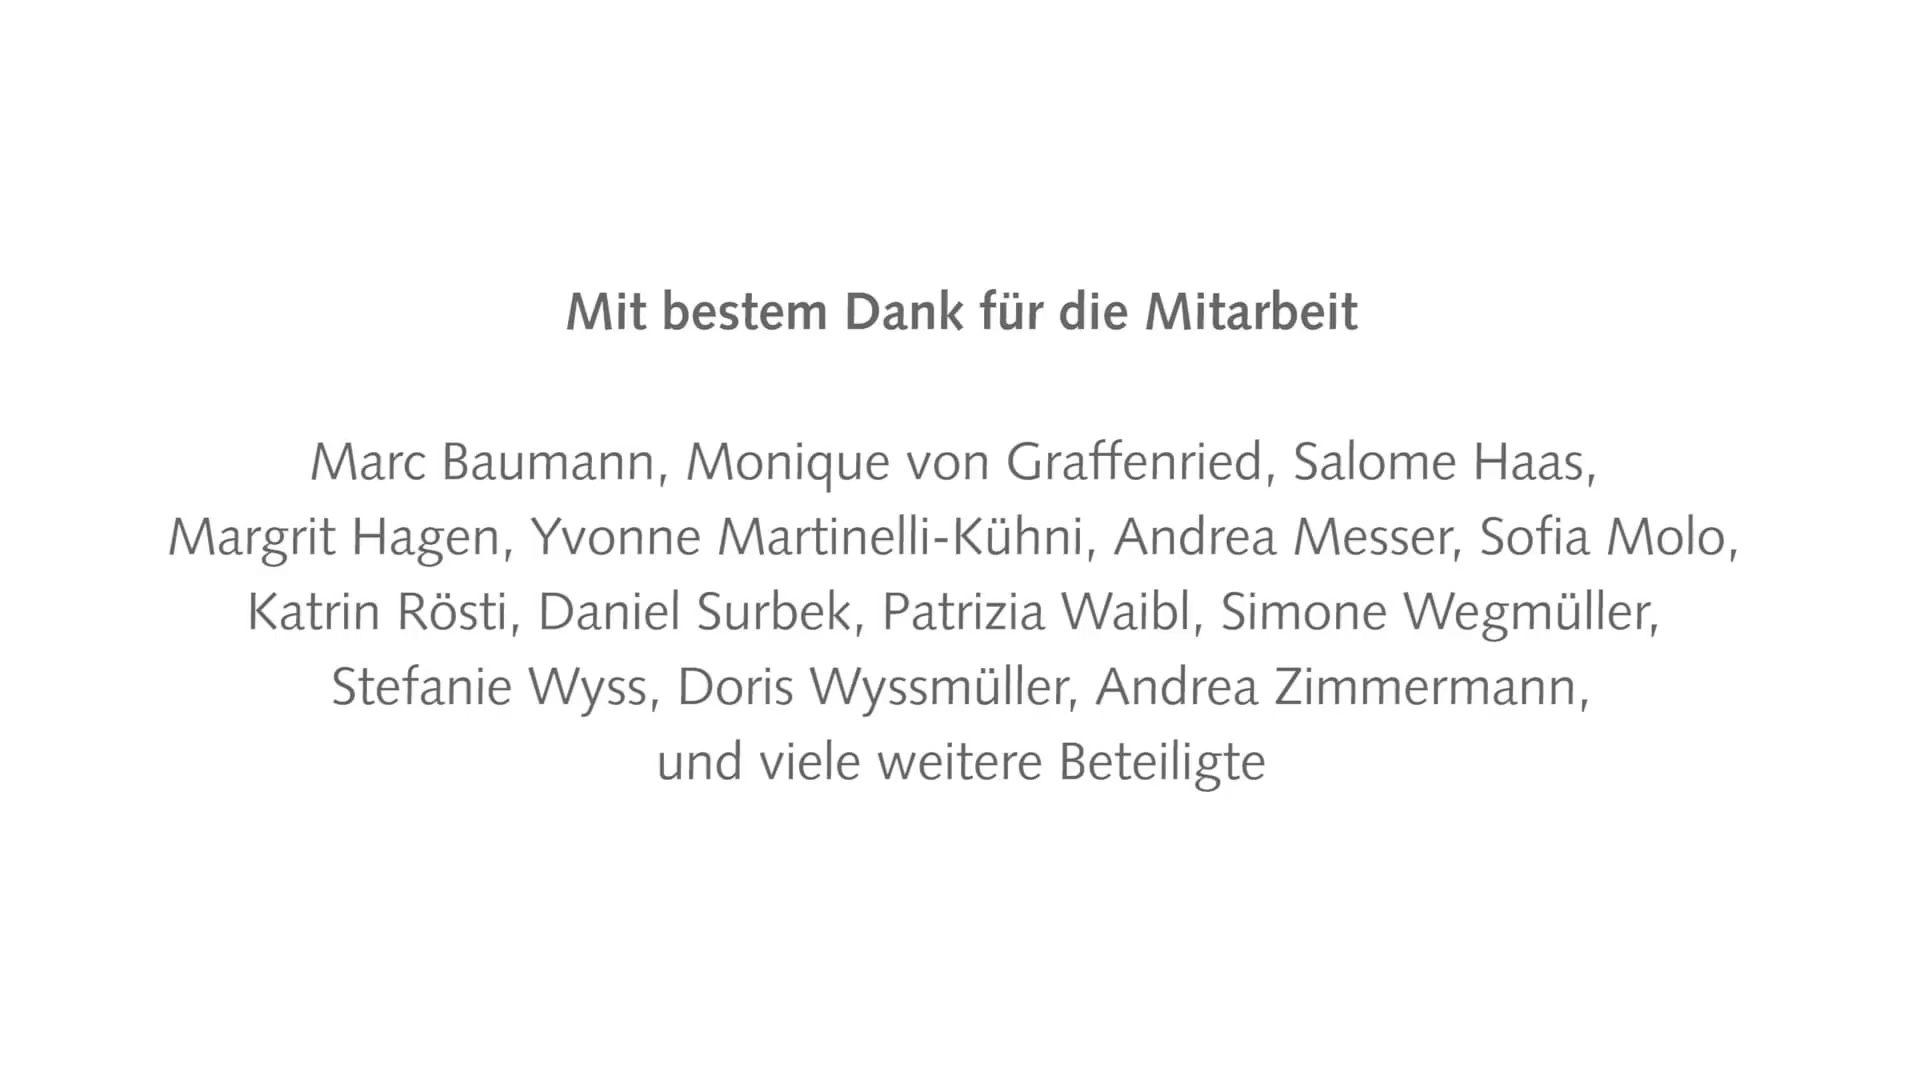 Mit bestem Dank für die Mitarbeit
Marc Baumann, Monique von Graffenried, Salome Haas,
Margrit Hagen, Yvonne Martinelli-Kühni, Andrea Messer, Sofia Molo,
Katrin Rösti, Daniel Surbek, Patrizia Waibl, Simone Wegmüller,
Stefanie Wyss, Doris Wyssmüller, Andrea Zimmermann,
und viele weitere Beteiligte